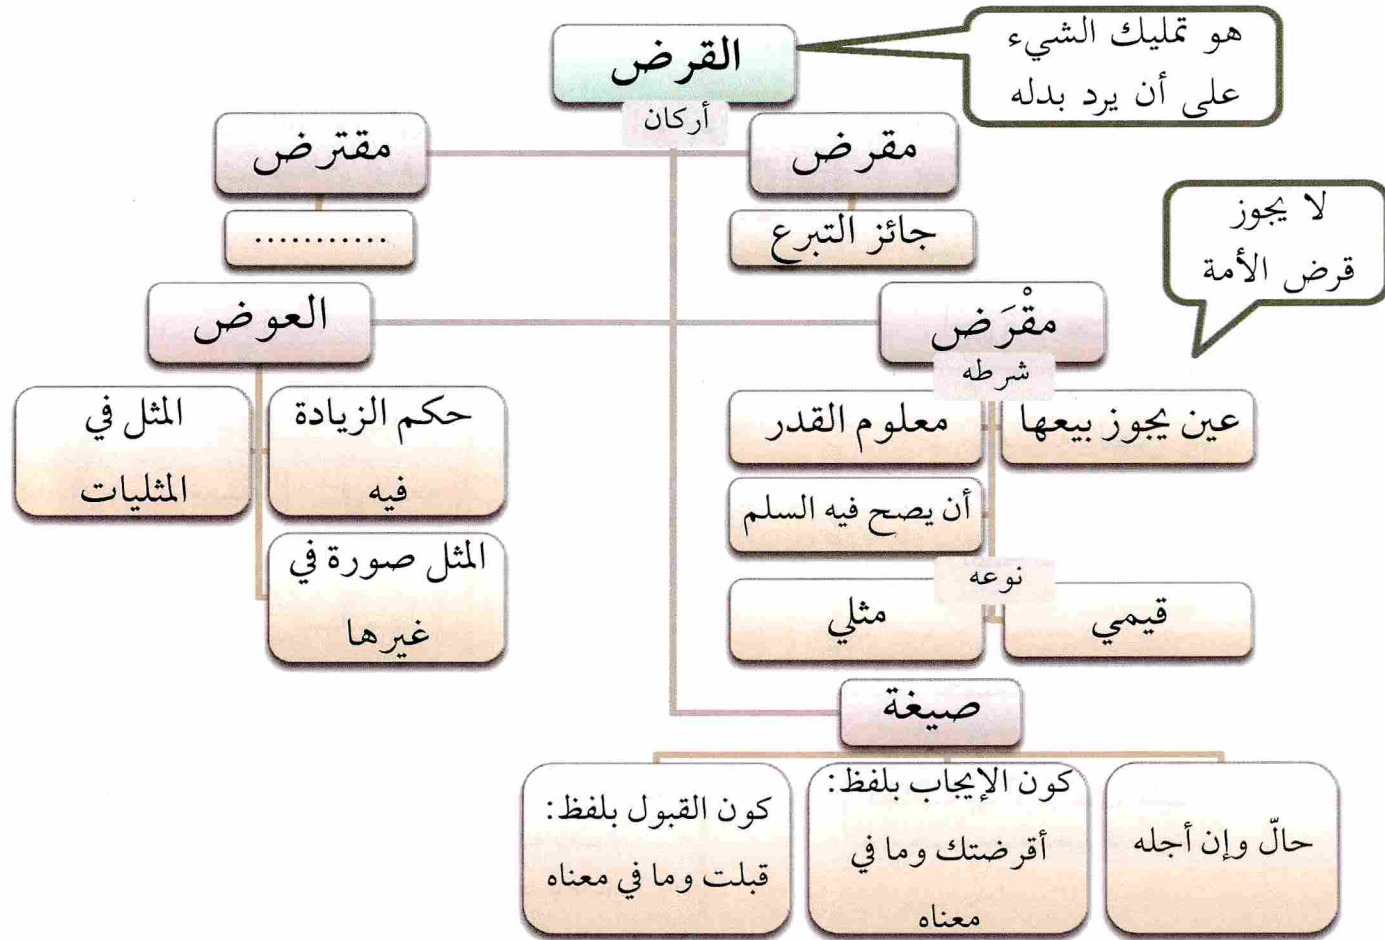 القرض
هو تمليك الشيء
على أن يرد بدله
أركان
مقرض
مقترض
جائز التبرع
...........
لا يجوز
قرض الأمة
مقْرَض
العوض
شرطه
عين يجوز بيعها
معلوم القدر
أن يصح فيه السلم
نوعه
قيمي
مثلي
حكم الزيادة
فيه
المثل في
المثليات
المثل صورة في
غيرها
صيغة
حالّ وإن أجله
كون الإيجاب بلفظ:
أقرضتك وما في
معناه
كون القبول بلفظ:
قبلت وما في معناه